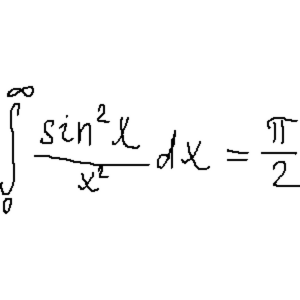 ∫₀^∞ sin²x/x² dx = π/2